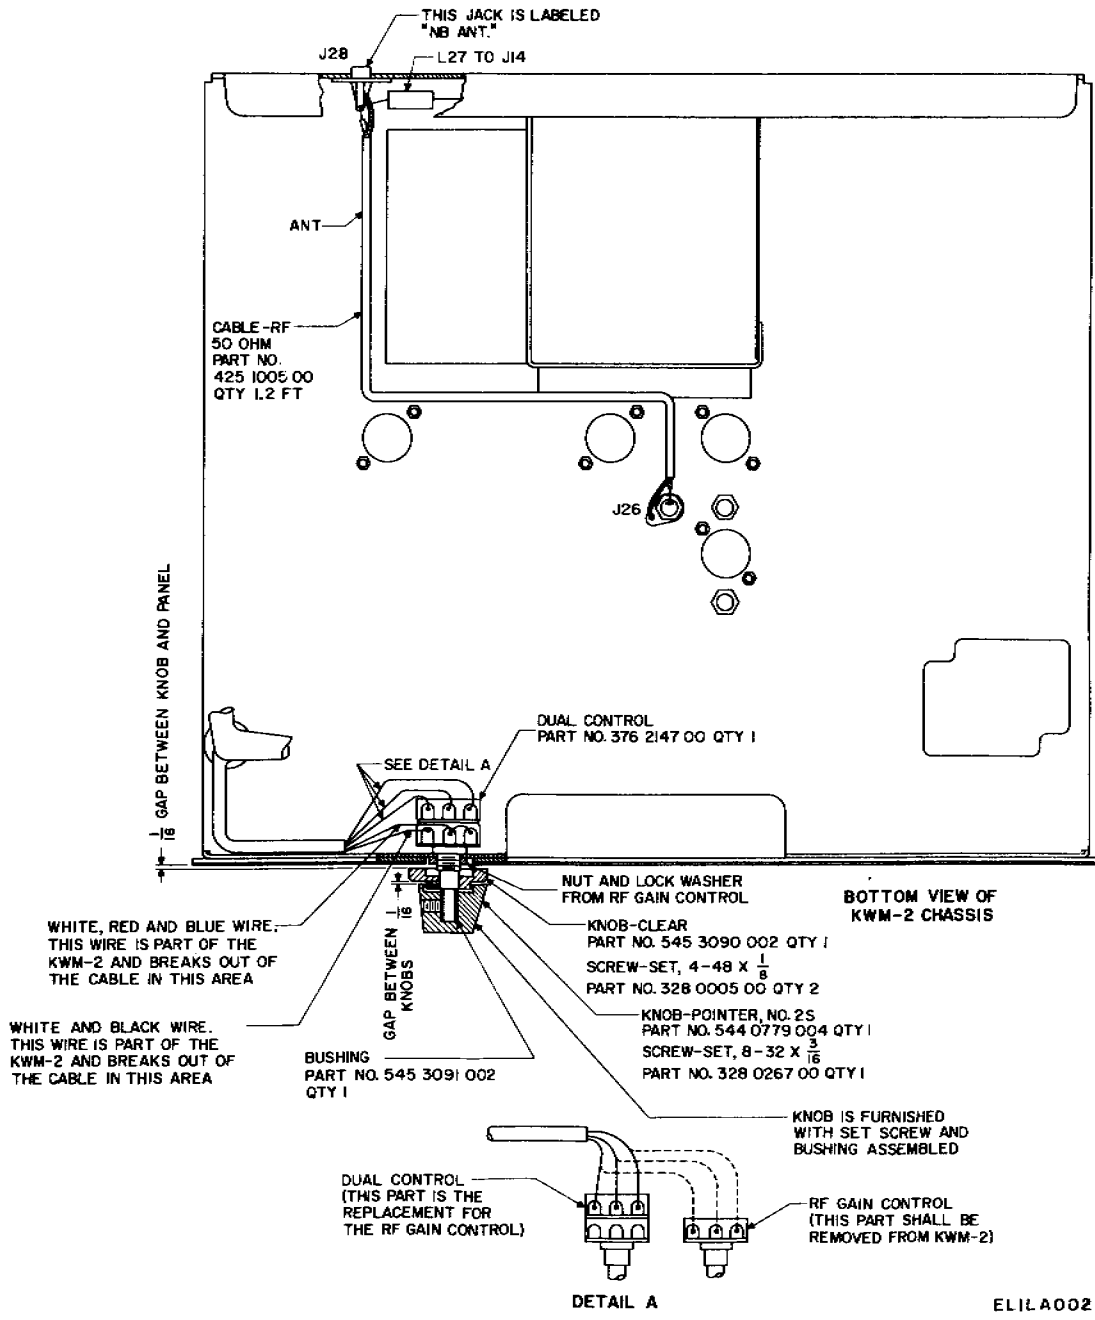 THIS JACK IS LABELED
"NB ANT."
J28
L27 TO J14
ANT
CABLE-RF
50 OHM
PART NO.
425 1005 00
QTY 1.2 FT
J26
1/16 GAP BETWEEN KNOB AND PANEL
DUAL CONTROL
PART NO. 376 2147 00 QTY 1
SEE DETAIL A
NUT AND LOCK WASHER
FROM RF GAIN CONTROL
BOTTOM VIEW OF
KWM-2 CHASSIS
WHITE, RED AND BLUE WIRE.
THIS WIRE IS PART OF THE
KWM-2 AND BREAKS OUT OF
THE CABLE IN THIS AREA
GAP BETWEEN 1/16
KNOBS
KNOB-CLEAR
PART NO. 545 3090 002 QTY 1
SCREW-SET, 4-48 X 1/8
PART NO. 328 0005 00 QTY 2
KNOB-POINTER, NO. 2S
PART NO. 544 0779 004 QTY 1
SCREW-SET, 8-32 X 3/16
PART NO. 328 0267 00 QTY 1
WHITE AND BLACK WIRE.
THIS WIRE IS PART OF THE
KWM-2 AND BREAKS OUT OF
THE CABLE IN THIS AREA
BUSHING
PART NO. 545 3091 002
QTY 1
KNOB IS FURNISHED
WITH SET SCREW AND
BUSHING ASSEMBLED
DUAL CONTROL
(THIS PART IS THE
REPLACEMENT FOR
THE RF GAIN CONTROL)
RF GAIN CONTROL
(THIS PART SHALL BE
REMOVED FROM KWM-2)
DETAIL A
ELILA002